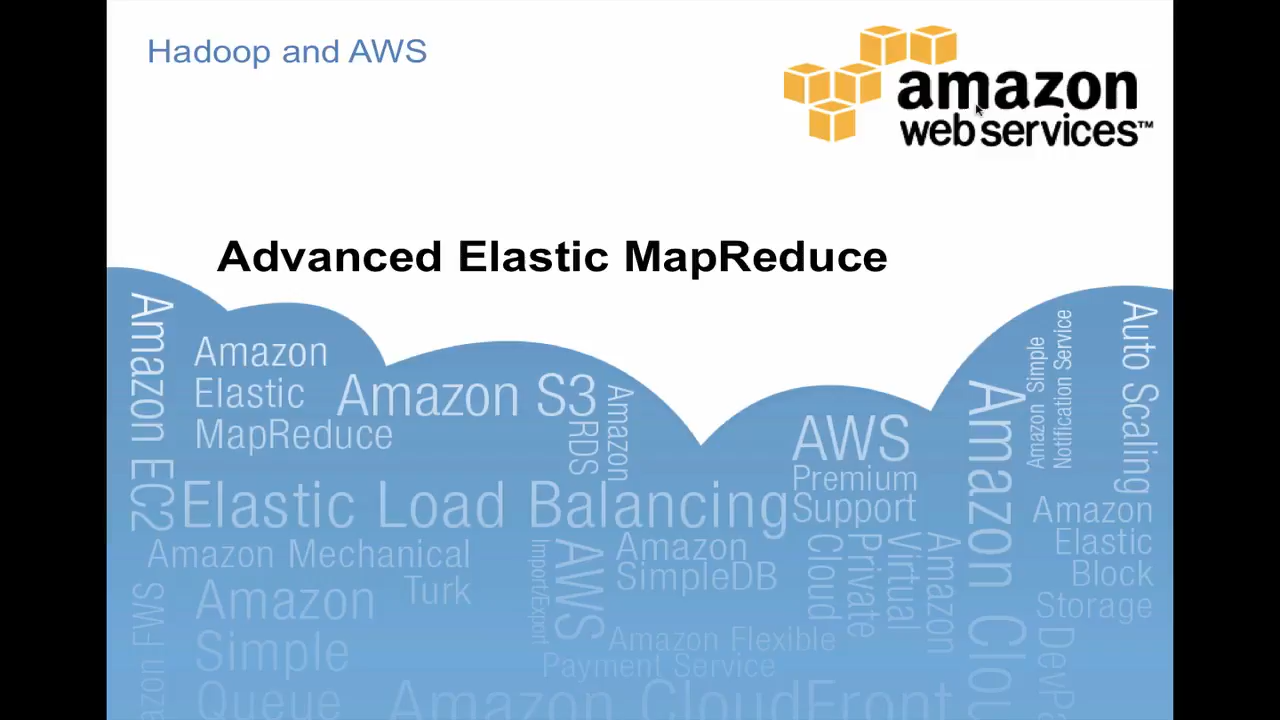 Hadoop and AWS
amazon
web services™
Advanced Elastic MapReduce
Amazon EC2
Amazon
Elastic
MapReduce
Amazon S3
Amazon
RDS
AWS
Premium
Support
Amazon Simple
Notification Service
Auto Scaling
Elastic Load Balancing
Amazon Mechanical
Turk
Import/Export
AWS
Amazon
SimpleDB
Amazon
Virtual
Private
Cloud
Amazon
Elastic
Block
Storage
Amazon
Simple
Queue
Amazon Flexible
Payment Service
Amazon CloudFront